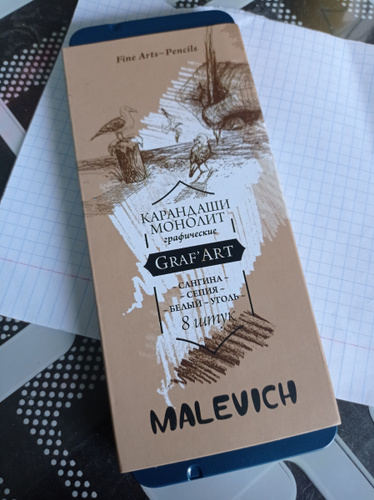 Fine Arts–Pencils
КАРАНДАШИ
МОНОЛИТ
графические
GRAF'ART
САНГИНА–
– СЕПИЯ –
– БЕЛЫЙ – УГОЛЬ –
8 штук
MALEVICH